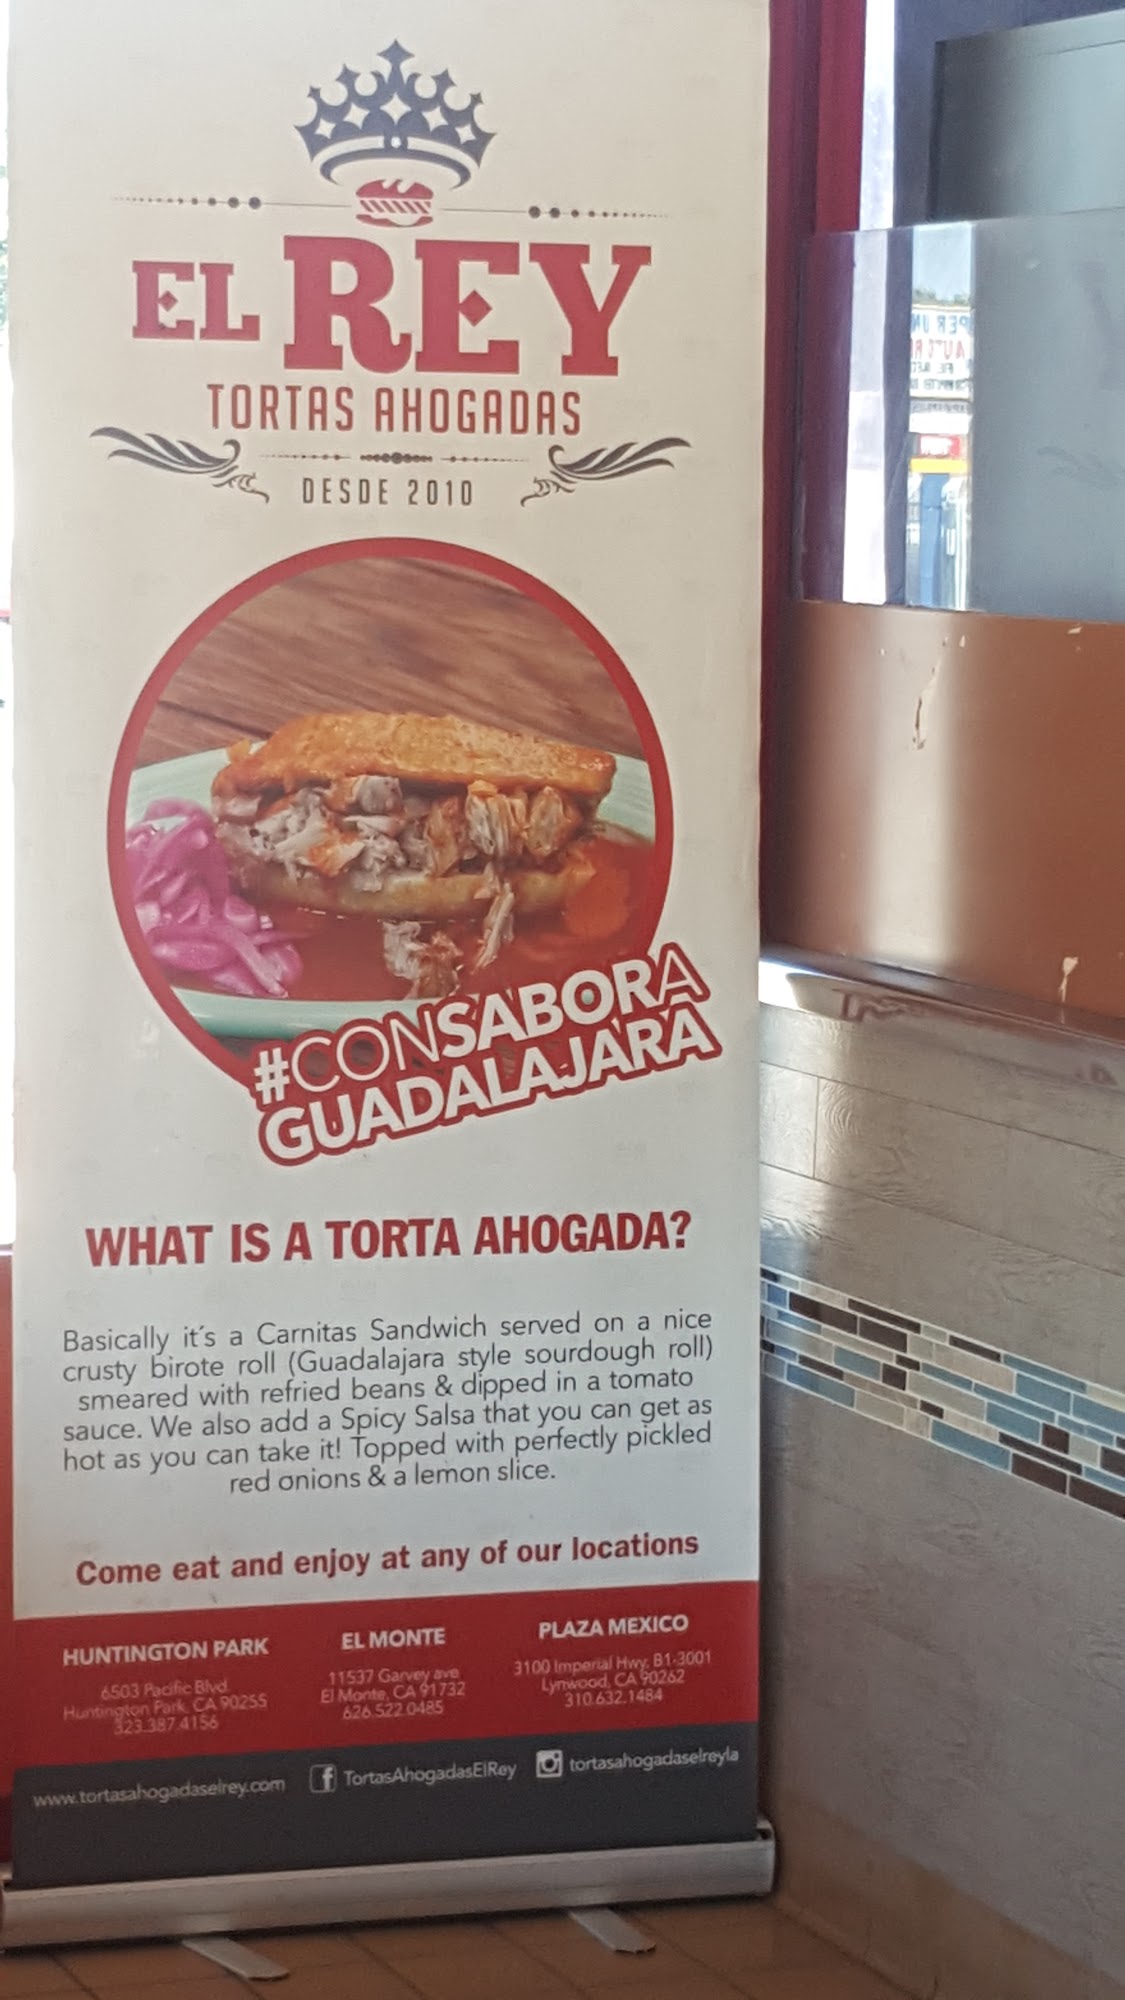 EL REY
TORTAS AHOGADAS
DESDE 2010
#CONSABORA
GUADALAJARA
WHAT IS A TORTA AHOGADA?
Basically it´s a Carnitas Sandwich served on a nice
crusty birote roll (Guadalajara style sourdough roll)
smeared with refried beans & dipped in a tomato
sauce. We also add a Spicy Salsa that you can get as
hot as you can take it! Topped with perfectly pickled
red onions & a lemon slice.
Come eat and enjoy at any of our locations
HUNTINGTON PARK
6503 Pacific Blvd.
Huntington Park, CA 90255
323.387.4156
EL MONTE
11537 Garvey ave
El Monte, CA 91732
626.522.0485
PLAZA MEXICO
3100 Imperial Hwy, B1-3001
Lynwood, CA 90262
310.632.1484
www.tortasahogadaselrey.com TortasAhogadasElRey tortasahogadaselreyla